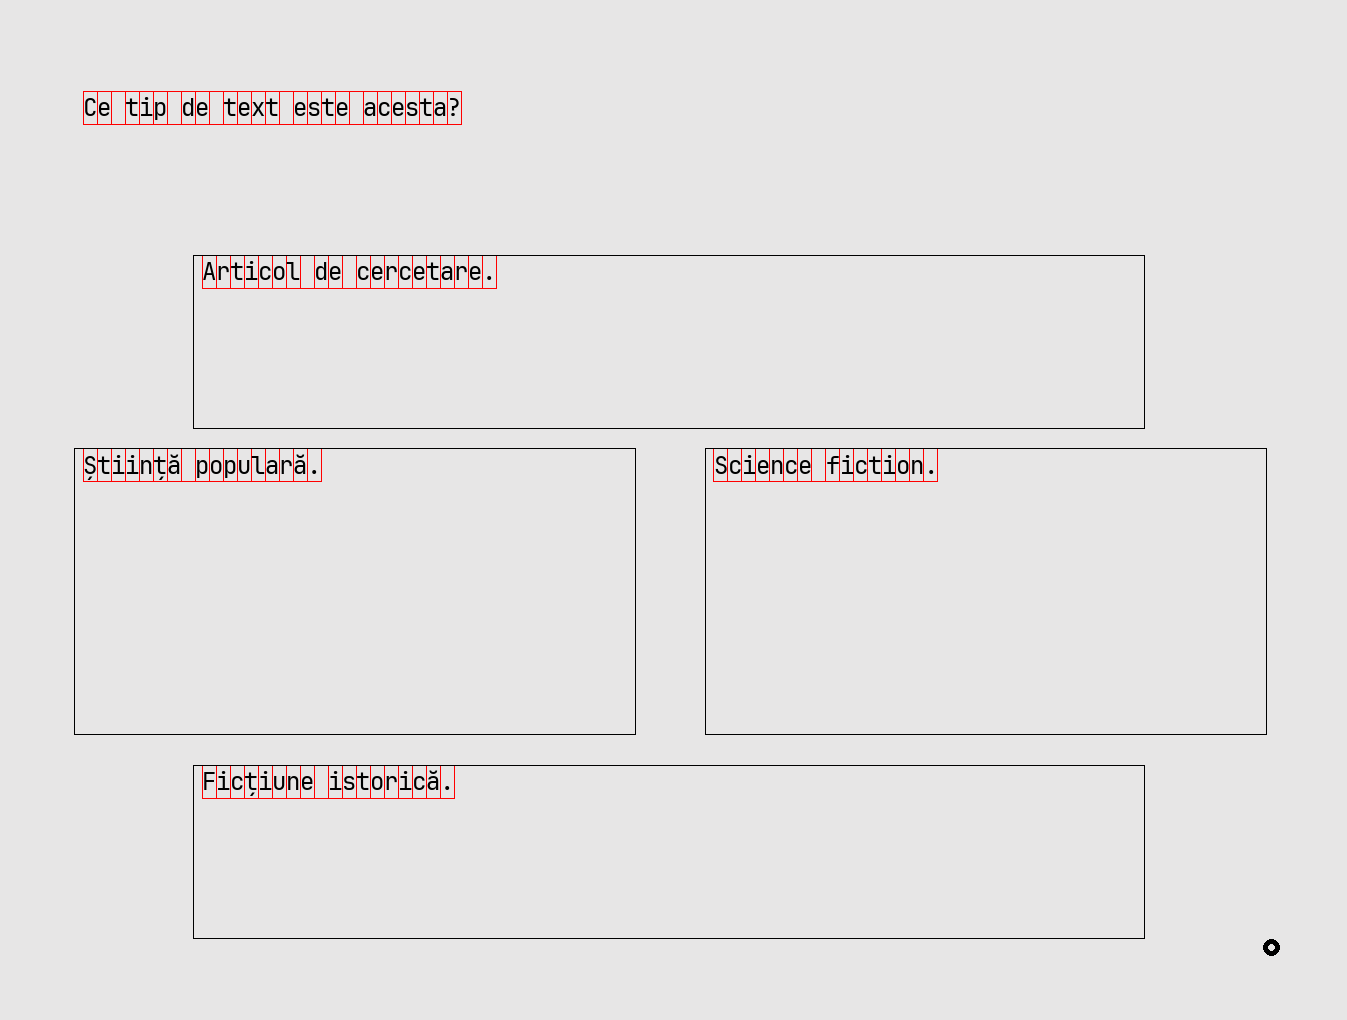 Ce tip de text este acesta?
Articol de cercetare.
Știință populară.
Science fiction.
Ficțiune istorică.